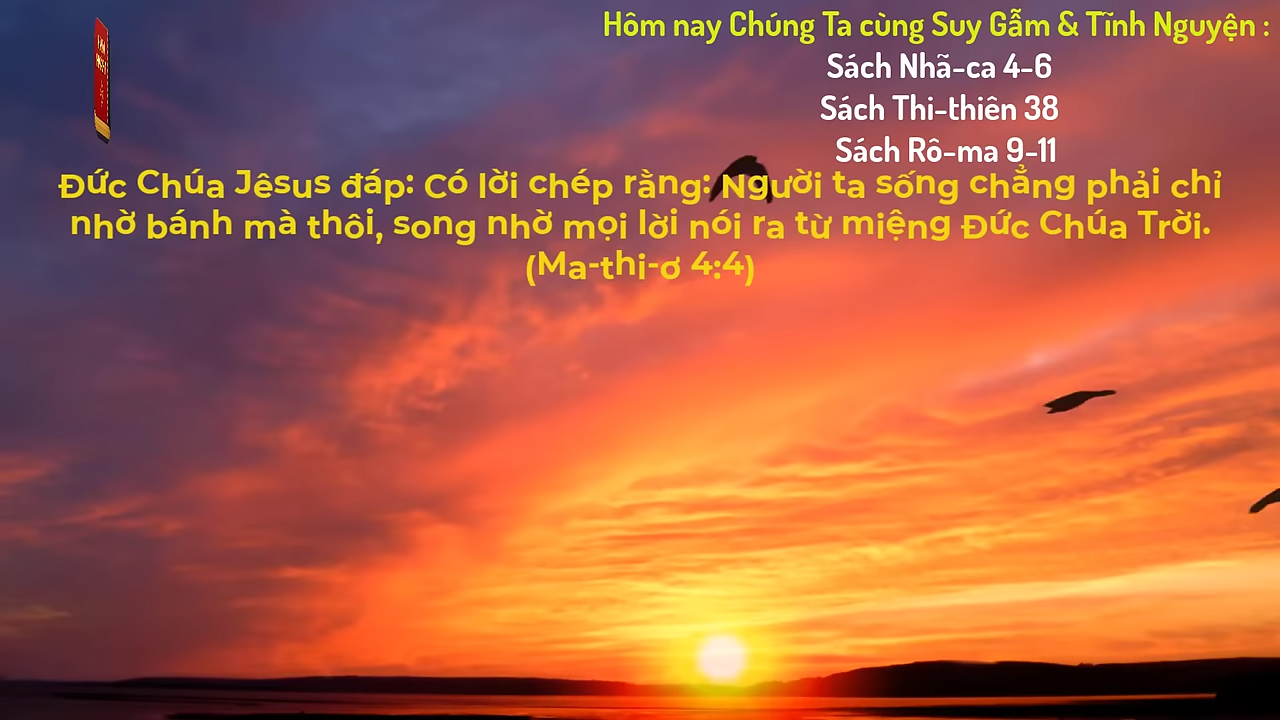 Hôm nay Chúng Ta cùng Suy Gẫm & Tĩnh Nguyện :
Sách Nhã-ca 4-6
Sách Thi-thiên 38
Sách Rô-ma 9-11
Đức Chúa Jêsus đáp: Có lời chép rằng: Người ta sống chẳng phải chỉ
nhờ bánh mà thôi, song nhờ mọi lời nói ra từ miệng Đức Chúa Trời.
(Ma-thi-ơ 4:4)